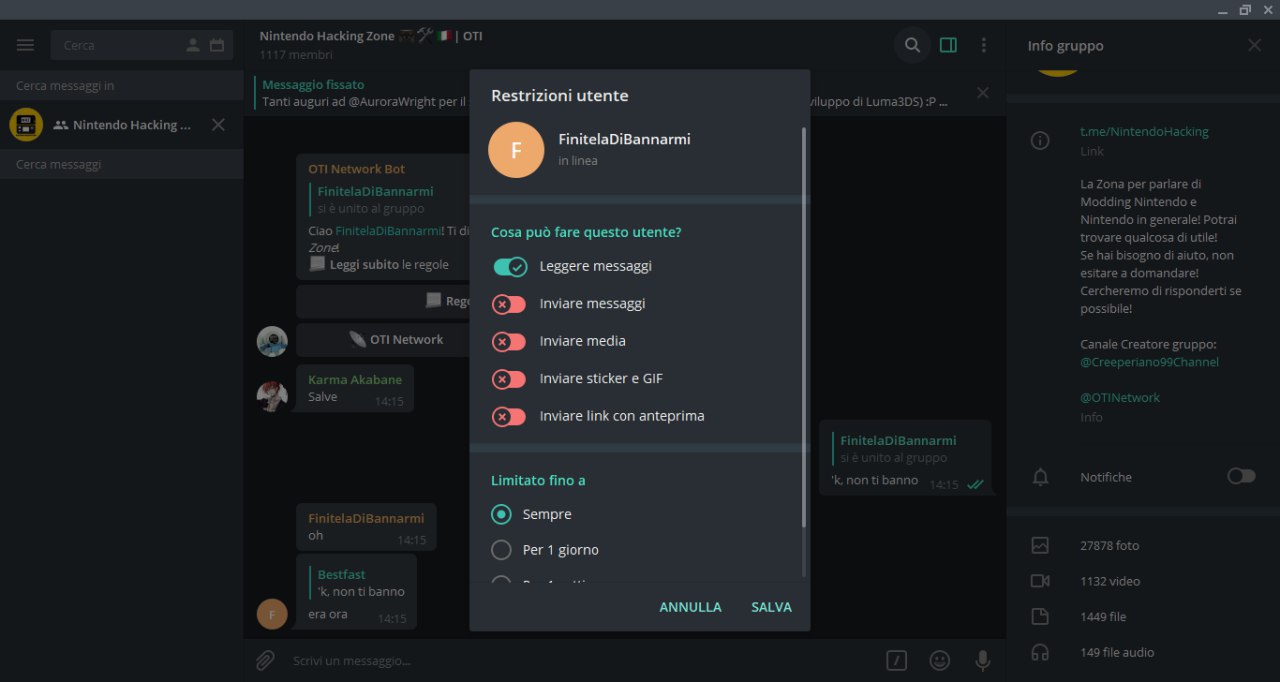 Cerca
Cerca messaggi in
Nintendo Hacking ...
Cerca messaggi
Nintendo Hacking Zone 🎮🛠🇮🇹 | OTI
1117 membri
Messaggio fissato
Tanti auguri ad @AuroraWright per il
viluppo di Luma3DS) :P ...
OTI Network Bot
FinitelaDiBannarmi
si è unito al gruppo
Ciao FinitelaDiBannarmi! Ti di
Zone!
Leggi subito le regole
Rego
OTI Network
Karma Akabane
Salve
14:15
FinitelaDiBannarmi
oh
14:15
Bestfast
'k, non ti banno
era ora
14:15
F
FinitelaDiBannarmi
si è unito al gruppo
'k, non ti banno
14:15
Scrivi un messaggio...
Restrizioni utente
F
FinitelaDiBannarmi
in linea
Cosa può fare questo utente?
Leggere messaggi
Inviare messaggi
Inviare media
Inviare sticker e GIF
Inviare link con anteprima
Limitato fino a
Sempre
Per 1 giorno
ANNULLA
SALVA
Info gruppo
t.me/NintendoHacking
Link
La Zona per parlare di
Modding Nintendo e
Nintendo in generale! Potrai
trovare qualcosa di utile!
Se hai bisogno di aiuto, non
esitare a domandare!
Cercheremo di risponderti se
possibile!
Canale Creatore gruppo:
@Creeperiano99Channel
@OTINetwork
Info
Notifiche
27878 foto
1132 video
1449 file
149 file audio